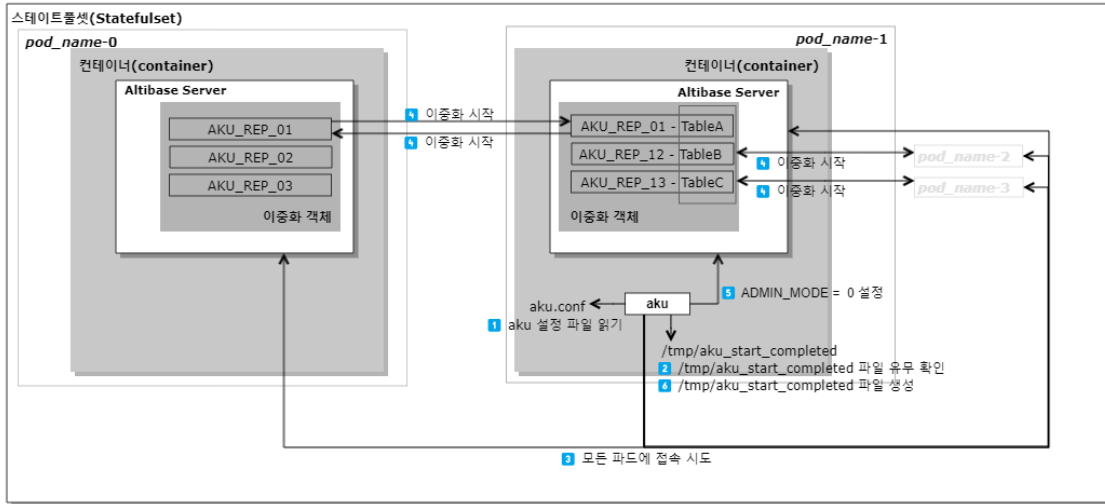 스테이트풀셋(Statefulset)
pod_name-0
컨테이너(container)
Altibase Server
AKU_REP_01
AKU_REP_02
AKU_REP_03
이중화 객체
4 이중화 시작
4 이중화 시작
pod_name-1
컨테이너(container)
Altibase Server
AKU_REP_01 - TableA
AKU_REP_12 - TableB
AKU_REP_13 - TableC
이중화 객체
4 이중화 시작
4 이중화 시작
pod_name-2
pod_name-3
5 ADMIN_MODE = 0 설정
aku.conf
aku
1 aku 설정 파일 읽기
/tmp/aku_start_completed
2 /tmp/aku_start_completed 파일 유무 확인
6 /tmp/aku_start_completed 파일 생성
3 모든 파드에 접속 시도